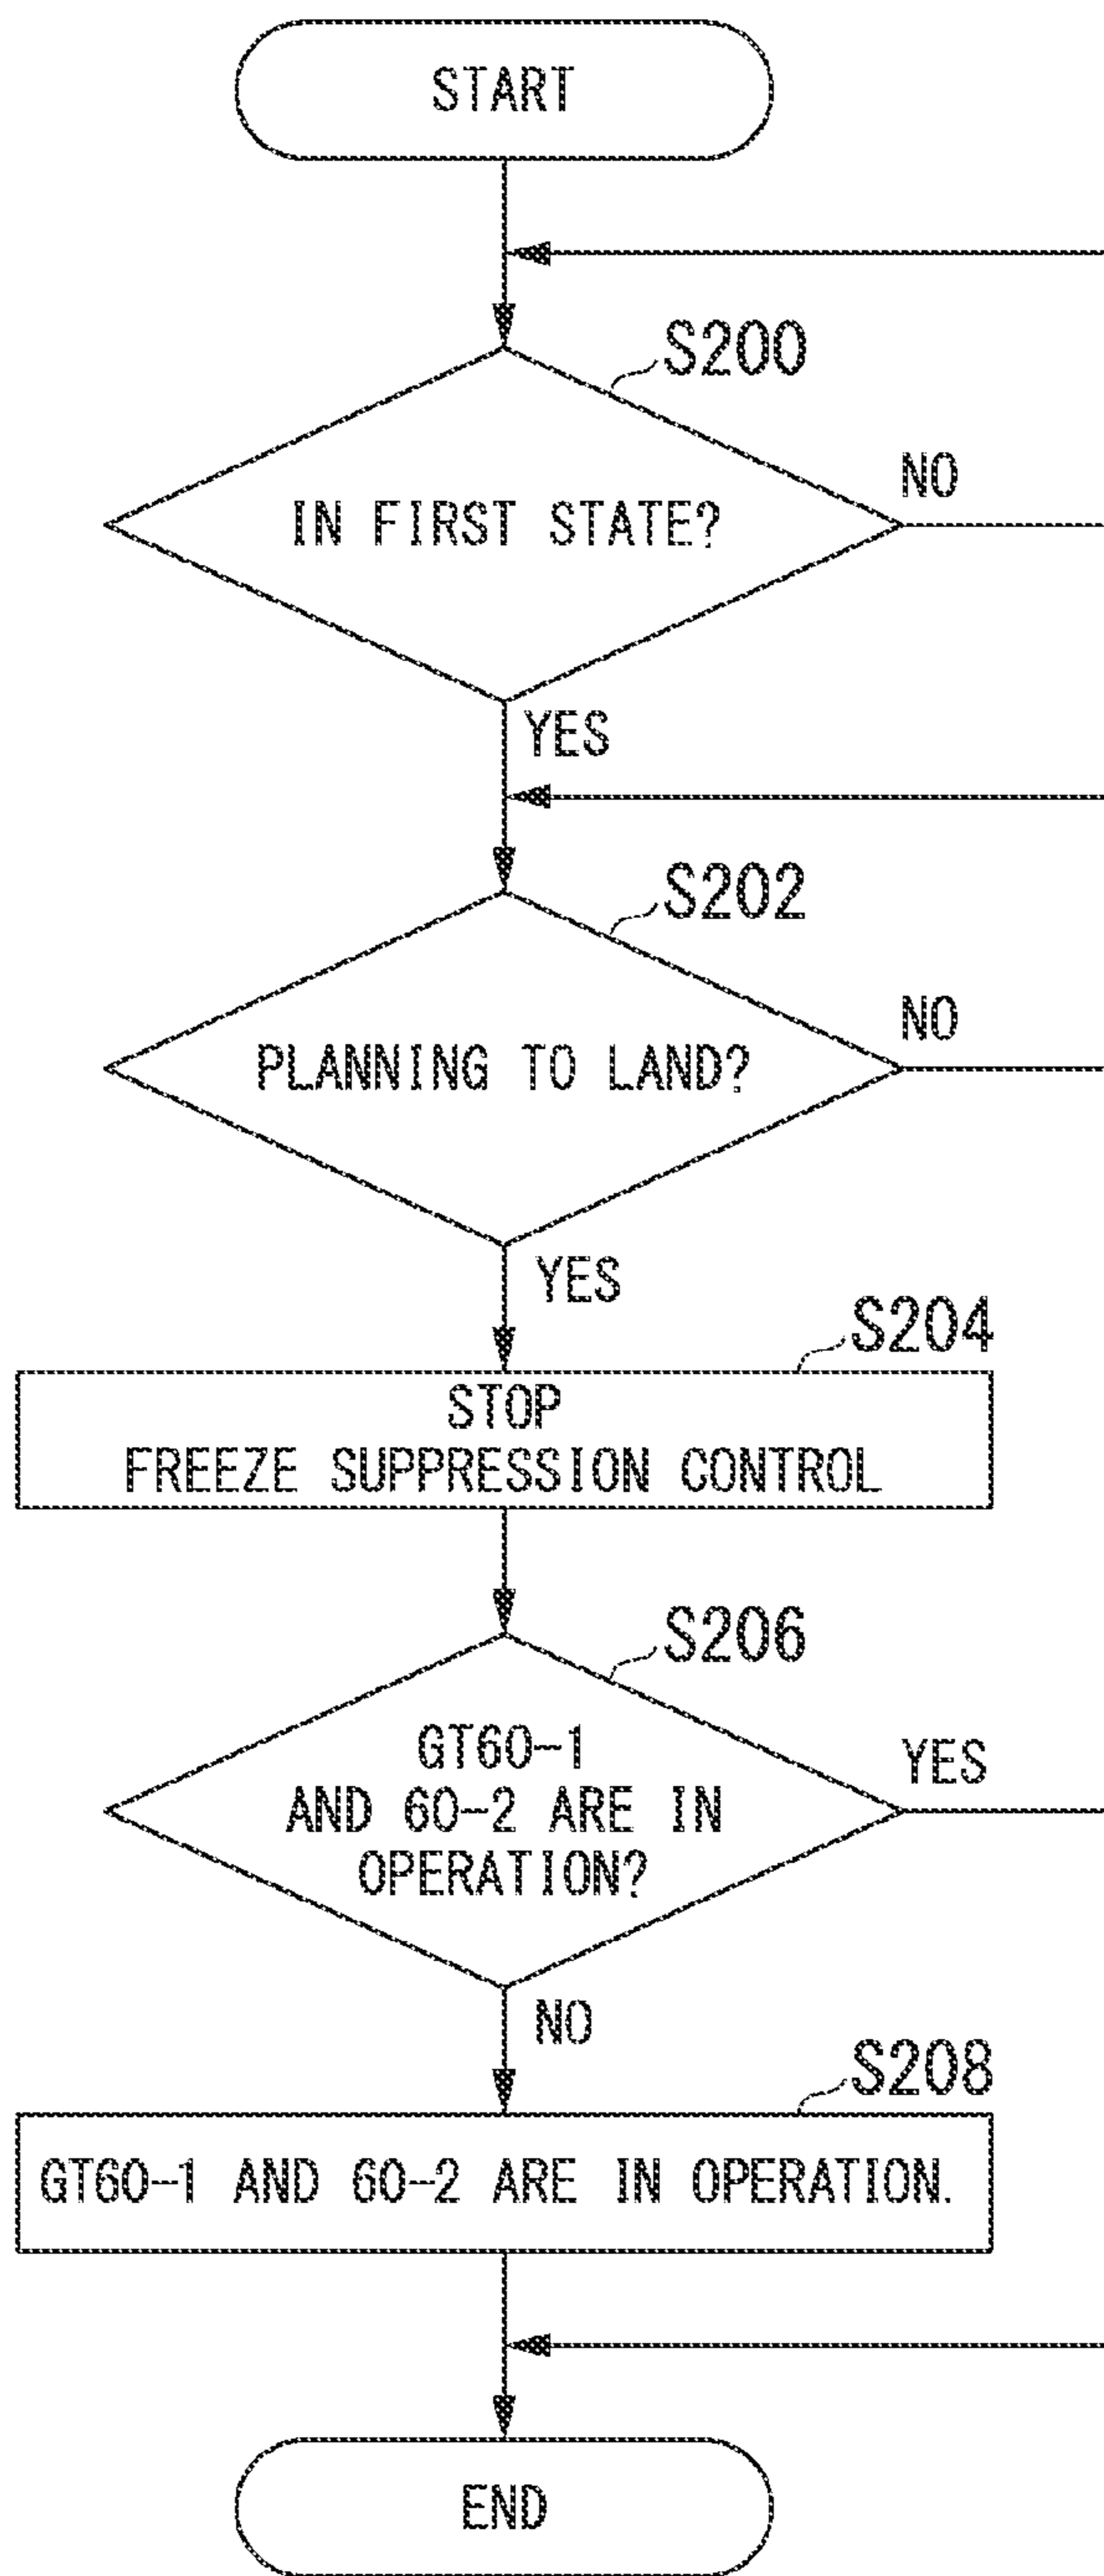 START
S200
IN FIRST STATE?
NO
YES
S202
PLANNING TO LAND?
NO
YES
S204
STOP
FREEZE SUPPRESSION CONTROL
S206
GT60-1
AND 60-2 ARE IN
OPERATION?
YES
NO
S208
GT60-1 AND 60-2 ARE IN OPERATION.
END